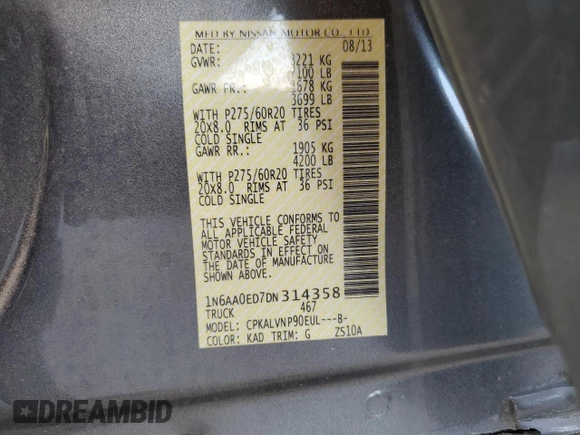 MFD BY NISSAN MOTOR CO., LTD.
DATE: 08/13
GVWR: 3221 KG
7100 LB
GAWR FR.: 1678 KG
3699 LB
WITH P275/60R20 TIRES
20X8.0 RIMS AT 36 PSI
COLD SINGLE
GAWR RR.: 1905 KG
4200 LB
WITH P275/60R20 TIRES
20X8.0 RIMS AT 36 PSI
COLD SINGLE
THIS VEHICLE CONFORMS TO
ALL APPLICABLE FEDERAL
MOTOR VEHICLE SAFETY
STANDARDS IN EFFECT ON
THE DATE OF MANUFACTURE
SHOWN ABOVE.
1N6AA0ED7DN314358
TRUCK 467
MODEL: CPKALVNP90EUL---B-
COLOR: KAD TRIM: G ZS10A
DREAMBID